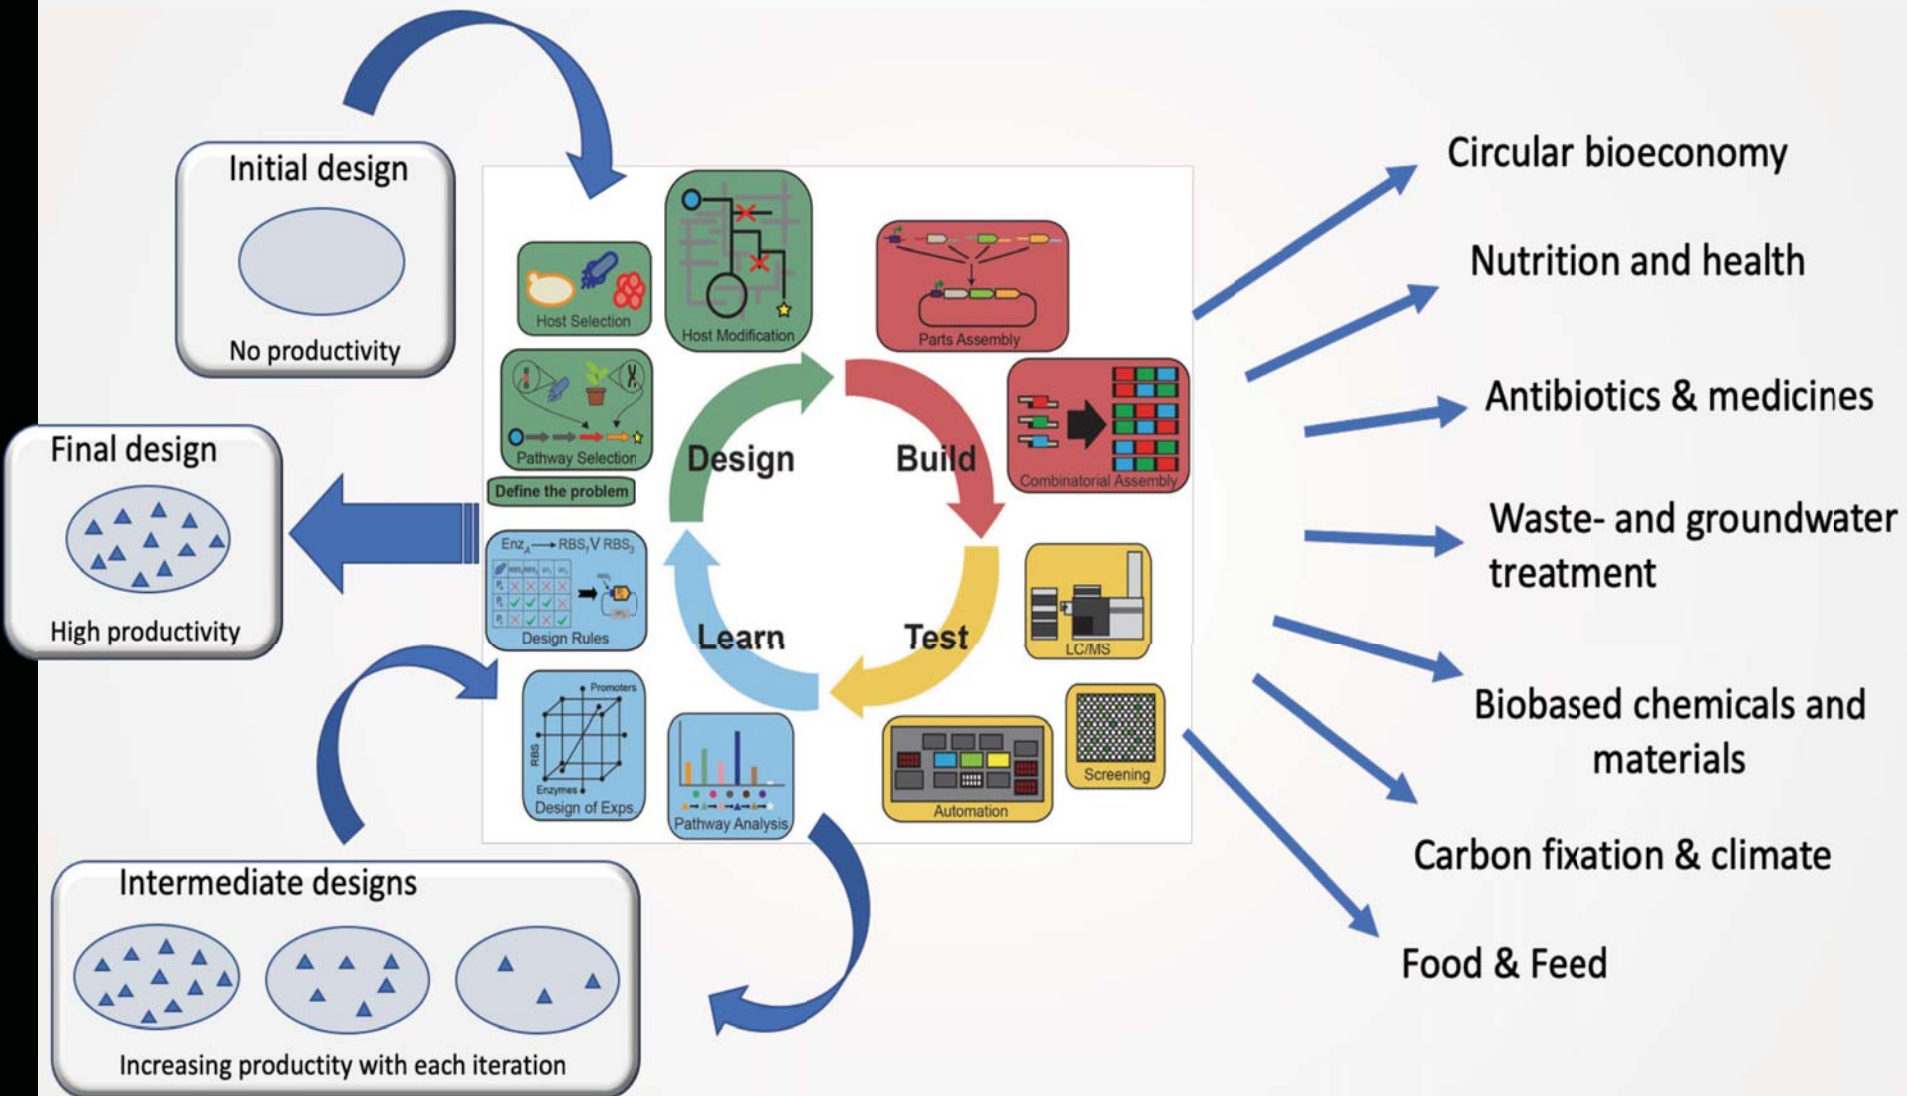 Initial design
No productivity
Final design
High productivity
Intermediate designs
Increasing productity with each iteration
Host Selection
Host Modification
Pathway Selection
Define the problem
Parts Assembly
Combinatorial Assembly
Design
Build
Learn
Test
Enz_A RBS_1 V RBS_3
Design Rules
LC/MS
Promoters
RBS
Enzymes
Design of Exps.
Pathway Analysis
Automation
Screening
Circular bioeconomy
Nutrition and health
Antibiotics & medicines
Waste- and groundwater
treatment
Biobased chemicals and
materials
Carbon fixation & climate
Food & Feed